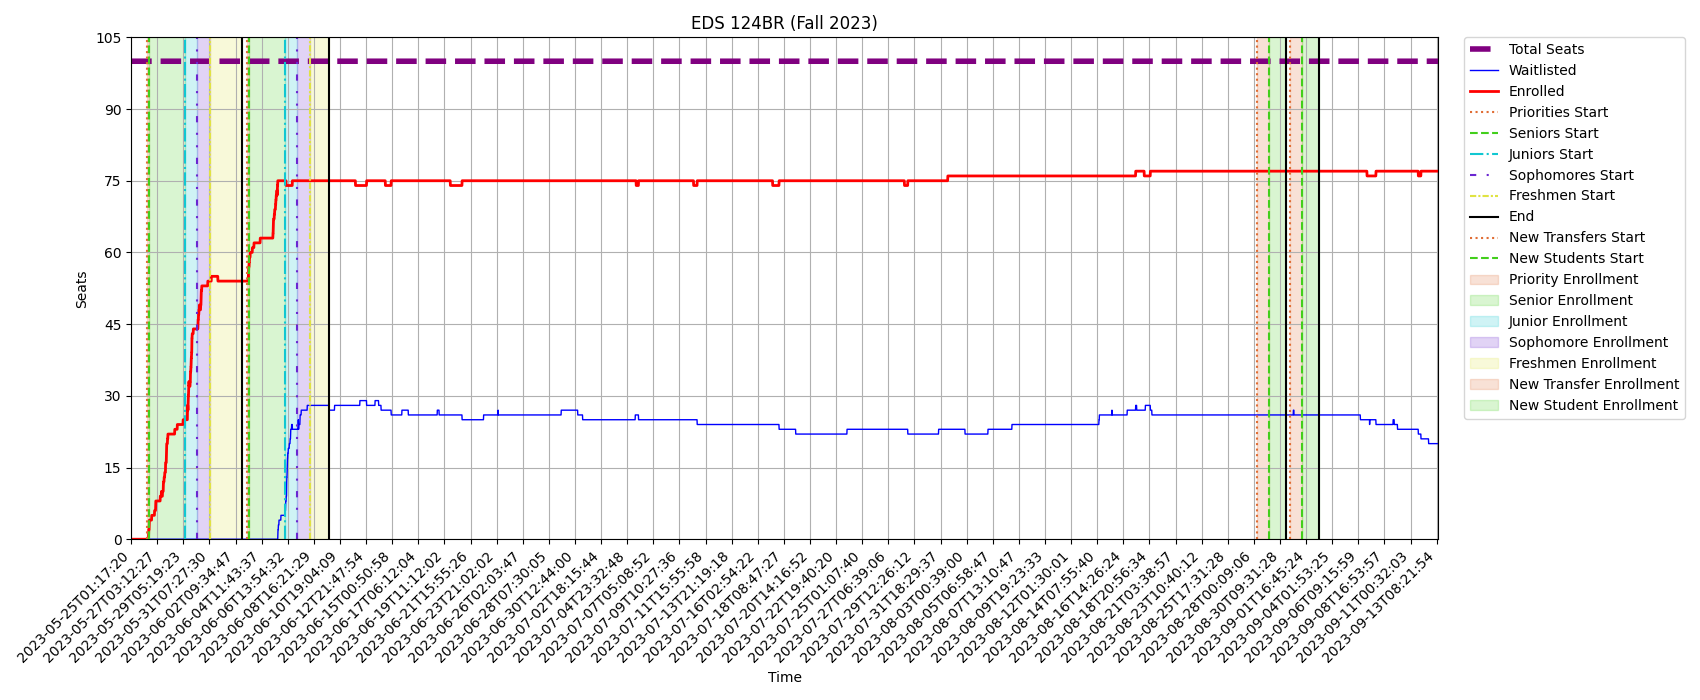 EDS 124BR (Fall 2023)
105
90
75
60
45
30
15
0
Seats
2023-05-25T01:17:20
2023-05-27T03:12:27
2023-05-29T05:19:23
2023-05-31T07:27:30
2023-06-02T09:34:47
2023-06-04T11:43:37
2023-06-06T13:54:32
2023-06-08T16:21:29
2023-06-10T19:04:09
2023-06-12T21:47:54
2023-06-15T00:50:58
2023-06-17T06:12:04
2023-06-19T11:12:02
2023-06-21T15:55:26
2023-06-23T21:02:02
2023-06-26T02:03:47
2023-06-28T07:30:05
2023-06-30T12:44:00
2023-07-02T18:15:44
2023-07-04T23:32:48
2023-07-07T05:08:52
2023-07-09T10:27:36
2023-07-11T15:55:58
2023-07-13T21:19:18
2023-07-16T02:54:22
2023-07-18T08:47:27
2023-07-20T14:16:52
2023-07-22T19:40:20
2023-07-25T01:07:40
2023-07-27T06:39:06
2023-07-29T12:26:12
2023-07-31T18:29:37
2023-08-03T00:39:00
2023-08-05T06:58:47
2023-08-07T13:10:47
2023-08-09T19:23:33
2023-08-12T01:30:01
2023-08-14T07:55:40
2023-08-16T14:26:24
2023-08-18T20:56:34
2023-08-21T03:38:57
2023-08-23T10:40:12
2023-08-25T17:31:28
2023-08-28T00:09:06
2023-08-30T09:31:28
2023-09-01T16:45:24
2023-09-04T01:53:25
2023-09-06T09:15:59
2023-09-08T16:53:57
2023-09-11T00:32:03
2023-09-13T08:21:54
Time
Total Seats
Waitlisted
Enrolled
Priorities Start
Seniors Start
Juniors Start
Sophomores Start
Freshmen Start
End
New Transfers Start
New Students Start
Priority Enrollment
Senior Enrollment
Junior Enrollment
Sophomore Enrollment
Freshmen Enrollment
New Transfer Enrollment
New Student Enrollment